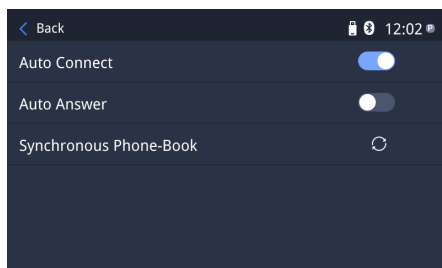 Back
12:02 P
Auto Connect
Auto Answer
Synchronous Phone-Book